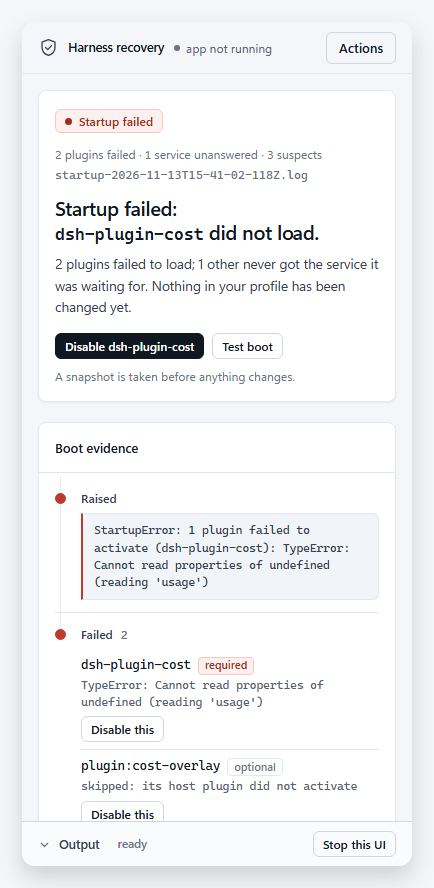 Harness recovery
app not running
Actions
Startup failed
2 plugins failed · 1 service unanswered · 3 suspects
startup-2026-11-13T15-41-02-118Z.log
Startup failed:
dsh-plugin-cost did not load.
2 plugins failed to load; 1 other never got the service it
was waiting for. Nothing in your profile has been
changed yet.
Disable dsh-plugin-cost
Test boot
A snapshot is taken before anything changes.
Boot evidence
Raised
StartupError: 1 plugin failed to
activate (dsh-plugin-cost): TypeError:
Cannot read properties of undefined
(reading 'usage')
Failed 2
dsh-plugin-cost required
TypeError: Cannot read properties of
undefined (reading 'usage')
Disable this
plugin:cost-overlay optional
skipped: its host plugin did not activate
Disable this
Output
ready
Stop this UI